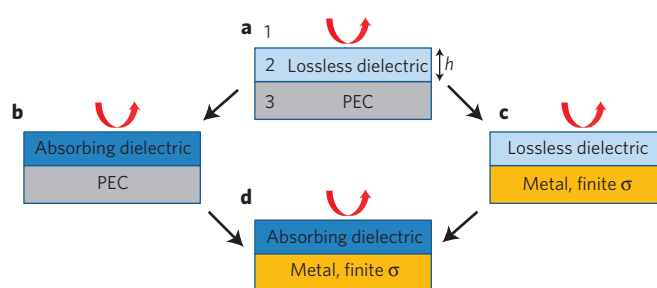 a
1
2 Lossless dielectric
h
3 PEC
b
Absorbing dielectric
PEC
c
Lossless dielectric
Metal, finite σ
d
Absorbing dielectric
Metal, finite σ